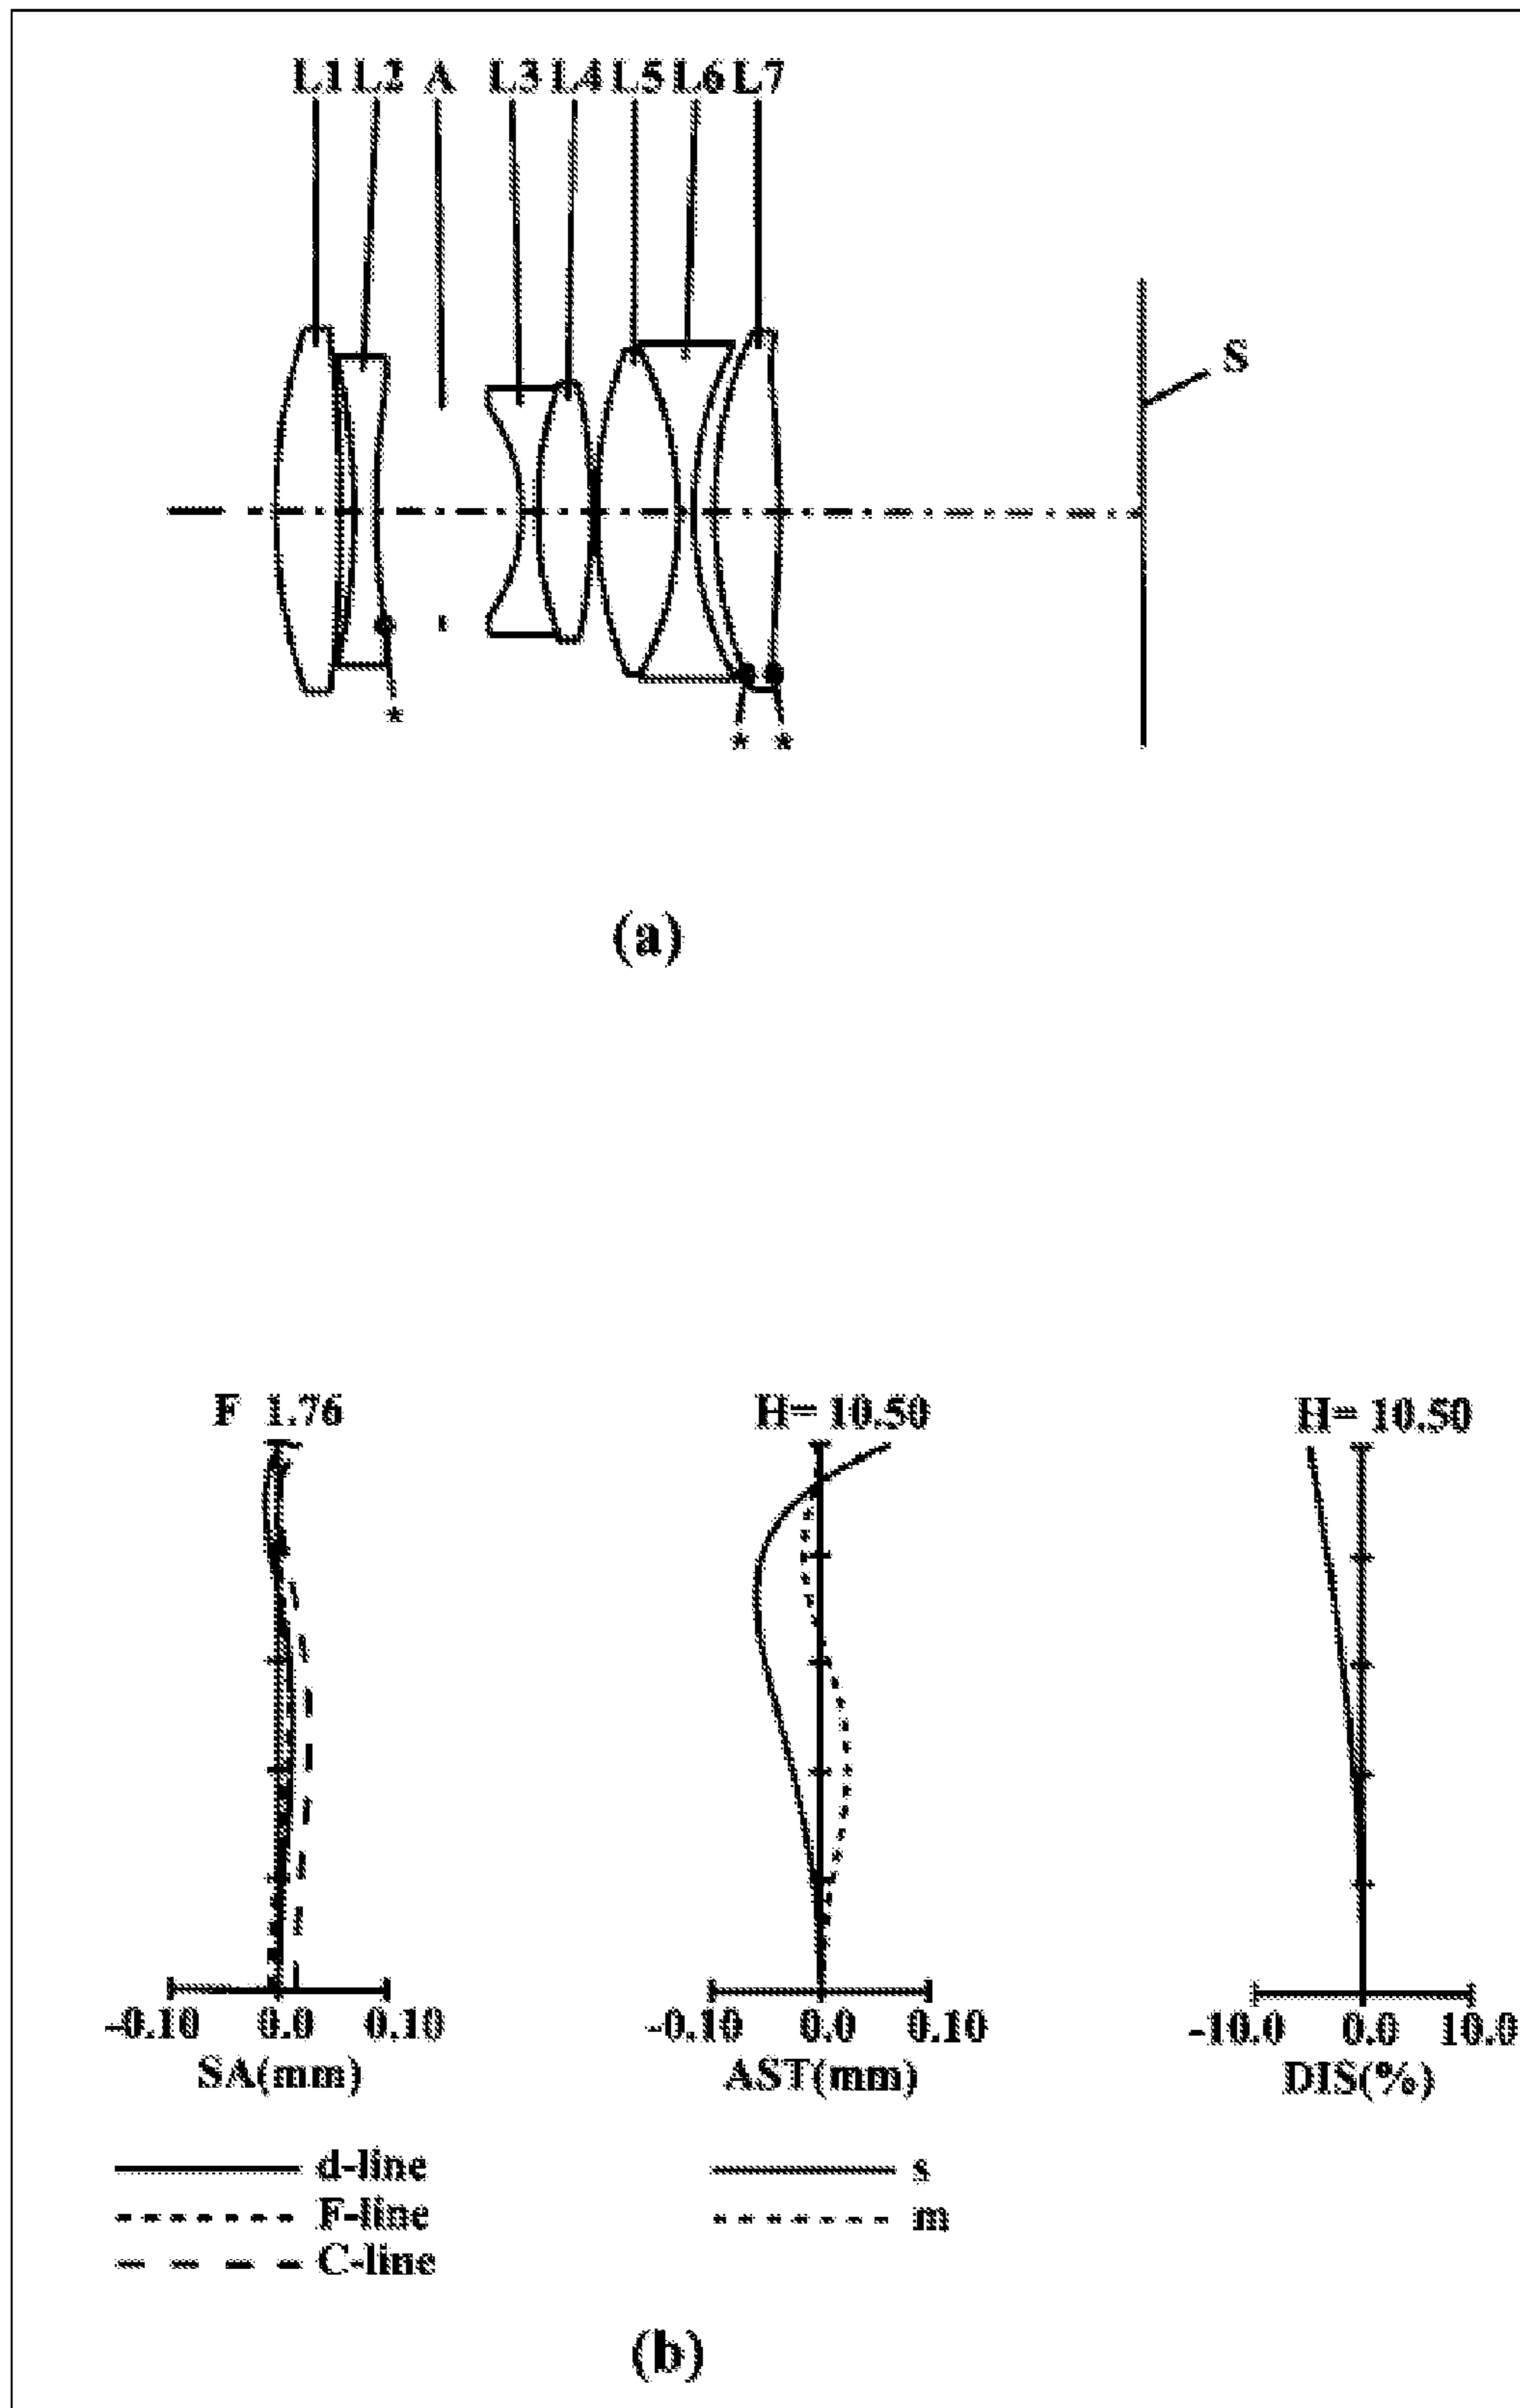 L1 L2 A L3 L4 L5 L6 L7
S
*
* *
(a)
F 1.76
H= 10.50
H= 10.50
-0.10 0.0 0.10
-0.10 0.0 0.10
-10.0 0.0 10.0
SA(mm)
AST(mm)
DIS(%)
d-line
F-line
C-line
s
m
(b)